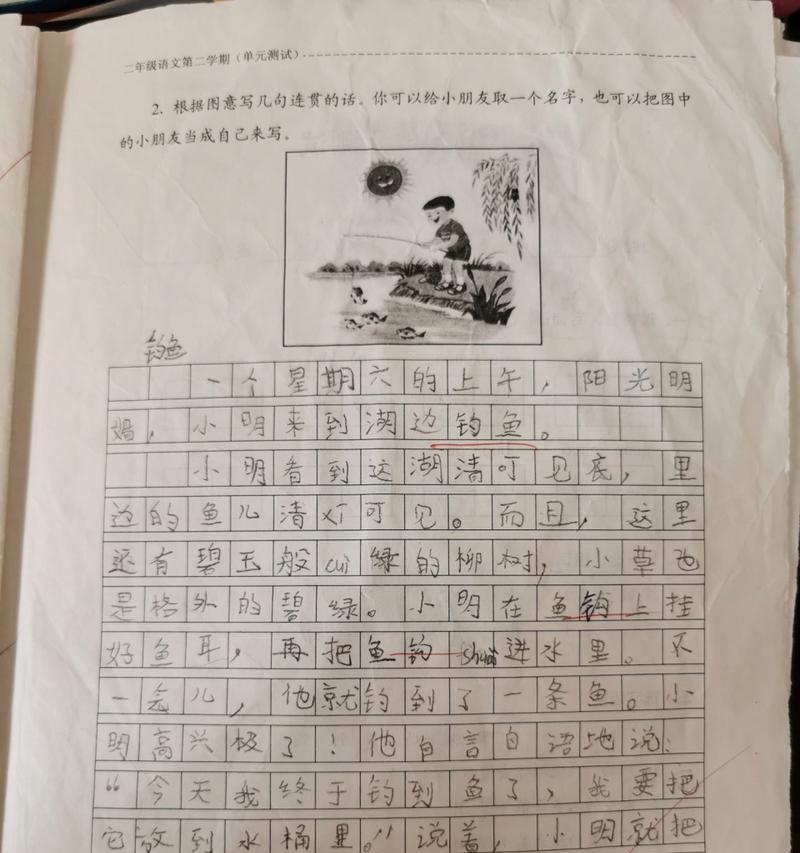 二年级语文第二学期（单元测试）
2. 根据图意写几句连贯的话。你可以给小朋友取一个名字，也可以把图中
的小朋友当成自己来写。
钓鱼
一个星期六的上午，阳光明
媚，小明来到湖边钓鱼。
小明看到这湖清叮见底，里
边的鱼儿清灯可见。而且，这里
还有碧玉般cui绿的柳树，小草也
是格外的碧绿。小明在鱼钩上挂
好鱼耳，再把鱼钩shuai进水里。不
一会儿，他就钓到了一条鱼。小
明高兴极了！他自言自语地说：
“今天我终于钓到鱼了，我要把
它放到水桶里。”说着，小明就把